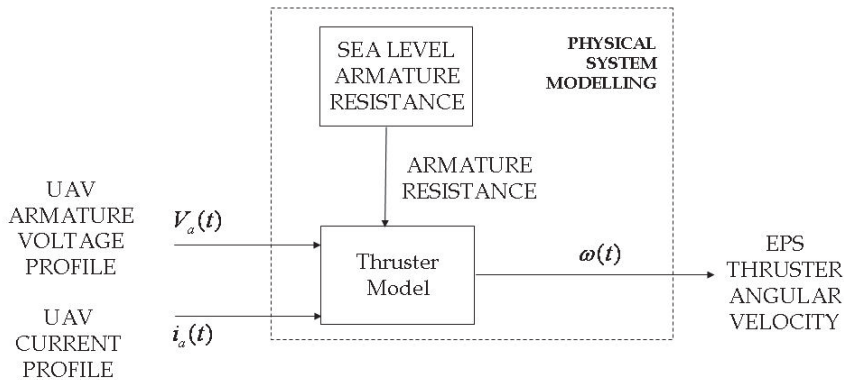 SEA LEVEL
ARMATURE
RESISTANCE
PHYSICAL
SYSTEM
MODELLING
ARMATURE
RESISTANCE
UAV
ARMATURE
VOLTAGE
PROFILE
V_a(t)
Thruster
Model
ω(t)
EPS
THRUSTER
ANGULAR
VELOCITY
UAV
CURRENT
PROFILE
i_a(t)